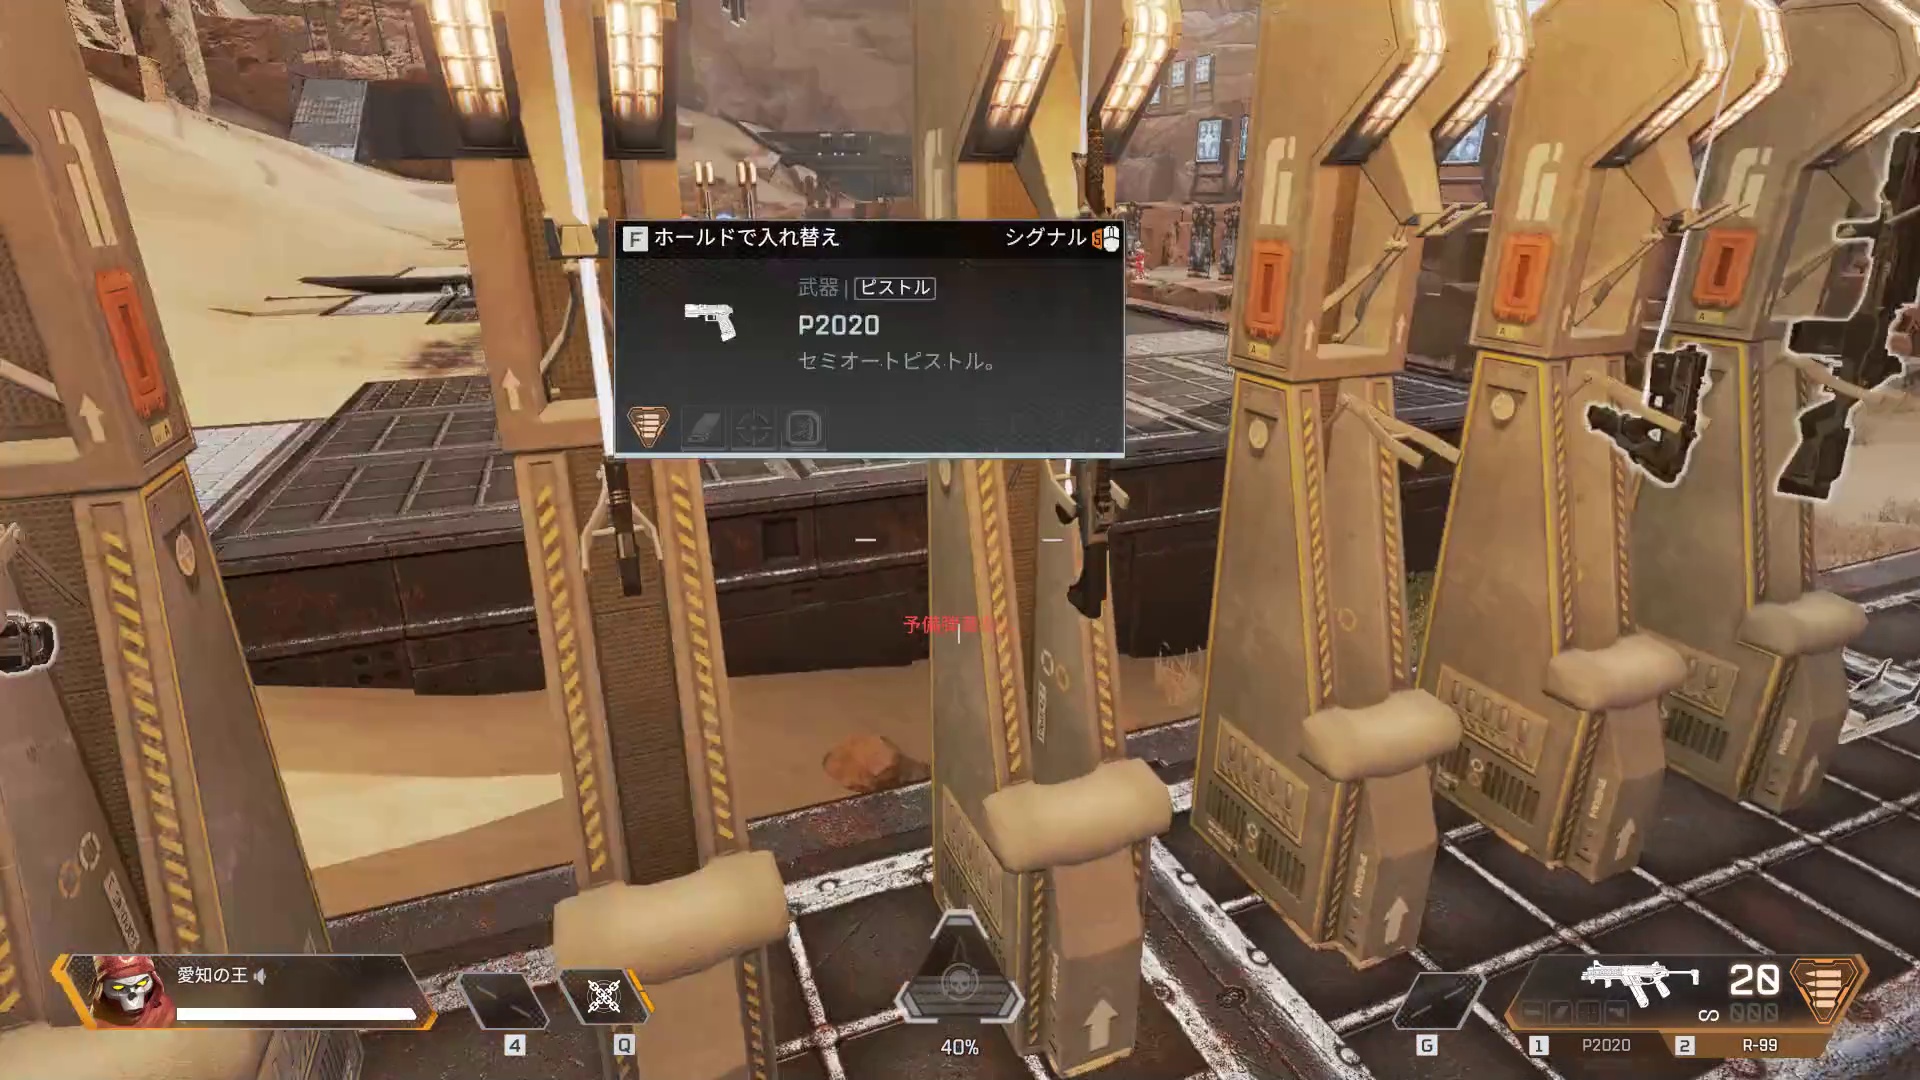 F ホールドで入れ替え
シグナル
武器 | ピストル
P2020
セミオートピストル。
愛知の王
4
Q
40%
G
20
∞ 000
1 P2020
2 R-99